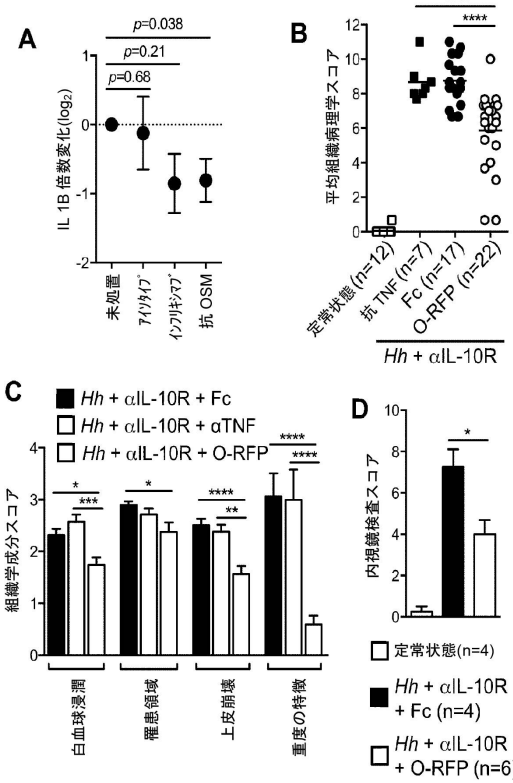 A
p=0.038
p=0.21
p=0.68
IL 1B 倍数変化(log2)
1
0
-1
-2
未処置
アイソタイプ
インフリキシマブ
抗 OSM
B
****
平均組織病理学スコア
12
10
8
6
4
2
0
定常状態 (n=12)
抗 TNF (n=7)
Fc (n=17)
O-RFP (n=22)
Hh + αIL-10R
C
Hh + αIL-10R + Fc
Hh + αIL-10R + αTNF
Hh + αIL-10R + O-RFP
組織学成分スコア
4
3
2
1
0
*
***
*
****
**
****
****
白血球浸潤
罹患領域
上皮崩壊
重度の特徴
D
*
内視鏡検査スコア
10
8
6
4
2
0
定常状態(n=4)
Hh + αIL-10R
+ Fc (n=4)
Hh + αIL-10R
+ O-RFP (n=6